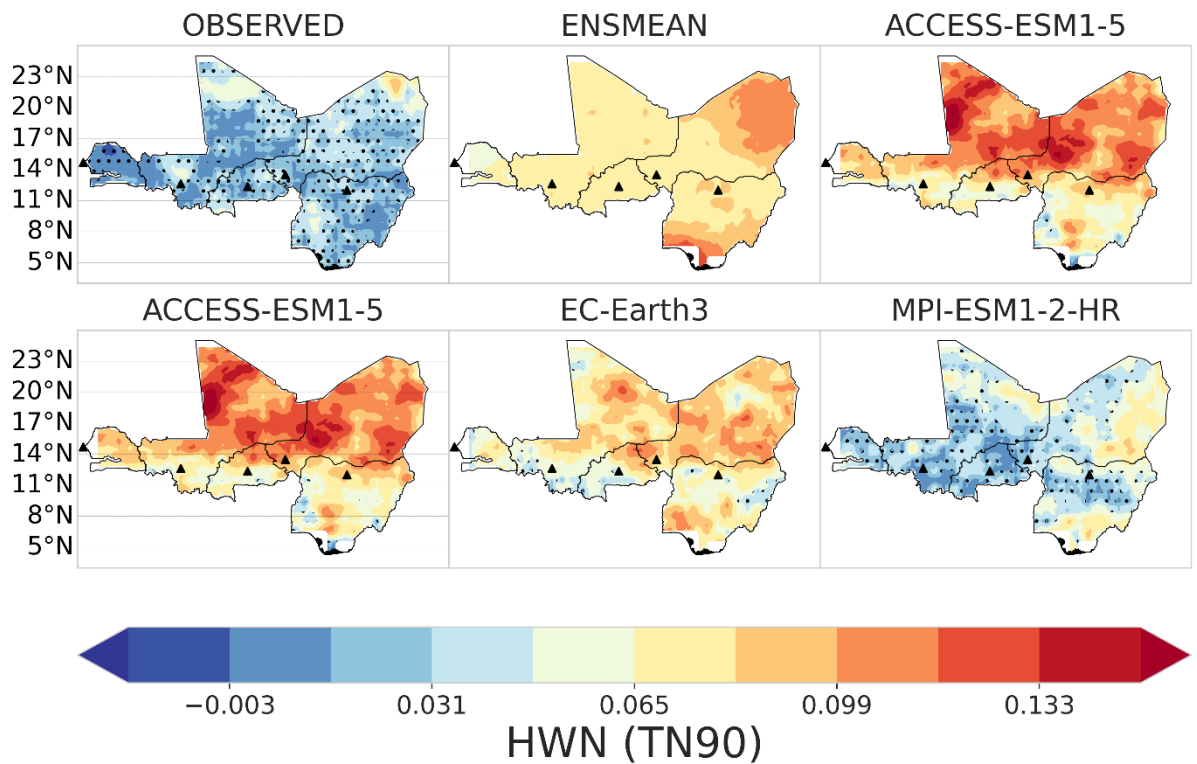 OBSERVED
ENSMEAN
ACCESS-ESM1-5
23°N
20°N
17°N
14°N
11°N
8°N
5°N
ACCESS-ESM1-5
EC-Earth3
MPI-ESM1-2-HR
23°N
20°N
17°N
14°N
11°N
8°N
5°N
−0.003 0.031 0.065 0.099 0.133
HWN (TN90)